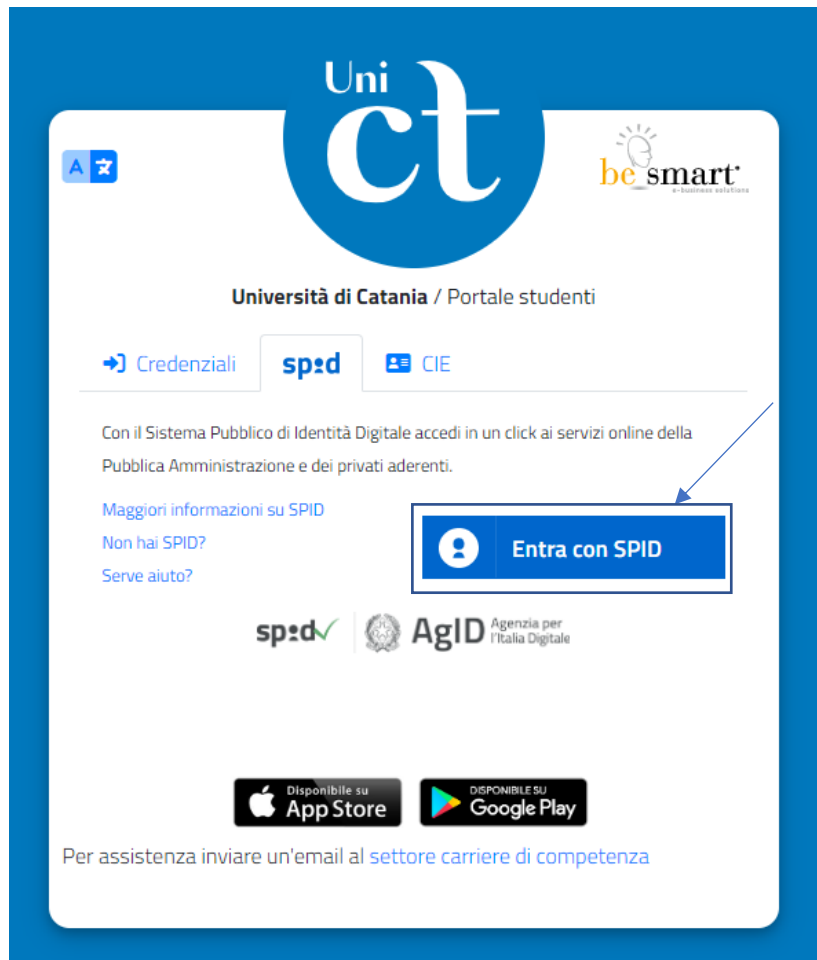 Uni
ct
A
be smart
e-business solutions
Università di Catania / Portale studenti
Credenziali
spid
CIE
Con il Sistema Pubblico di Identità Digitale accedi in un click ai servizi online della
Pubblica Amministrazione e dei privati aderenti.
Maggiori informazioni su SPID
Non hai SPID?
Serve aiuto?
Entra con SPID
spid
AgID
Agenzia per
l'Italia Digitale
Disponibile su
App Store
DISPONIBILE SU
Google Play
Per assistenza inviare un'email al settore carriere di competenza